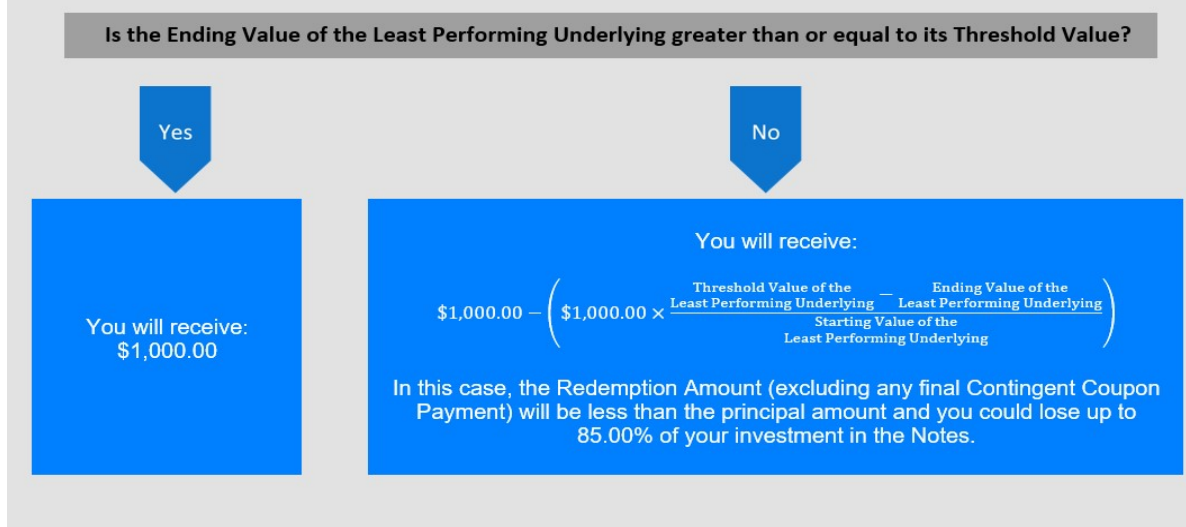 Is the Ending Value of the Least Performing Underlying greater than or equal to its Threshold Value?
Yes
No
You will receive:
$1,000.00
You will receive:
$1,000.00 − ( $1,000.00 × (Threshold Value of the Least Performing Underlying − Ending Value of the Least Performing Underlying) / Starting Value of the Least Performing Underlying )
In this case, the Redemption Amount (excluding any final Contingent Coupon
Payment) will be less than the principal amount and you could lose up to
85.00% of your investment in the Notes.